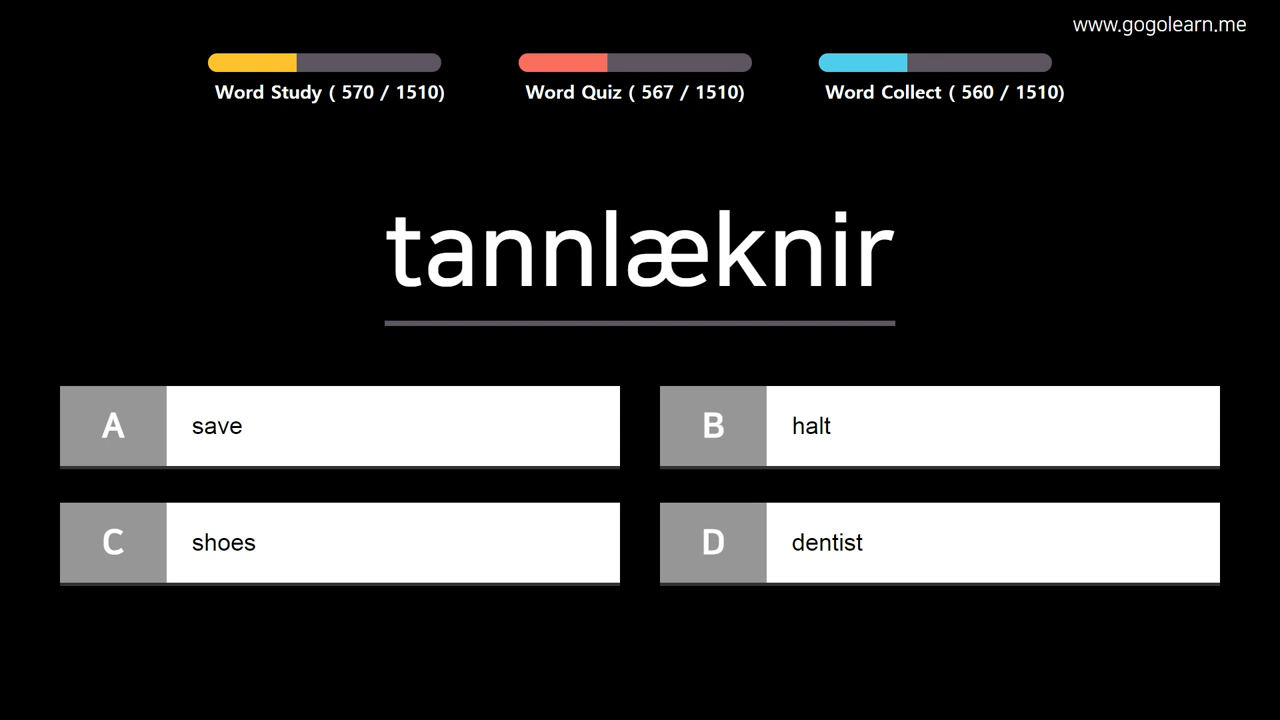 www.gogolearn.me
Word Study ( 570 / 1510)
Word Quiz ( 567 / 1510)
Word Collect ( 560 / 1510)
tannlæknir
A save
B halt
C shoes
D dentist